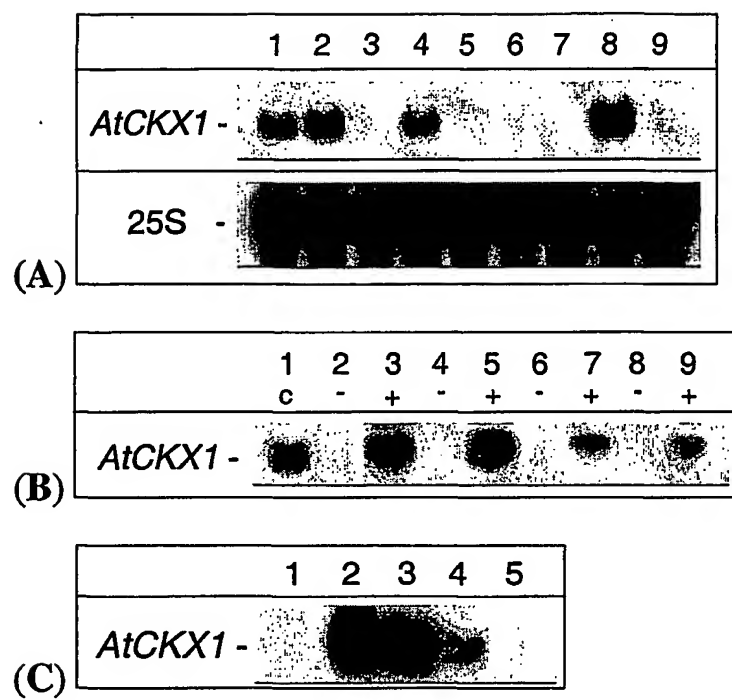 1 2 3 4 5 6 7 8 9
AtCKX1 -
25S -
(A)
1 2 3 4 5 6 7 8 9
c - + - + - + - +
AtCKX1 -
(B)
1 2 3 4 5
AtCKX1 -
(C)